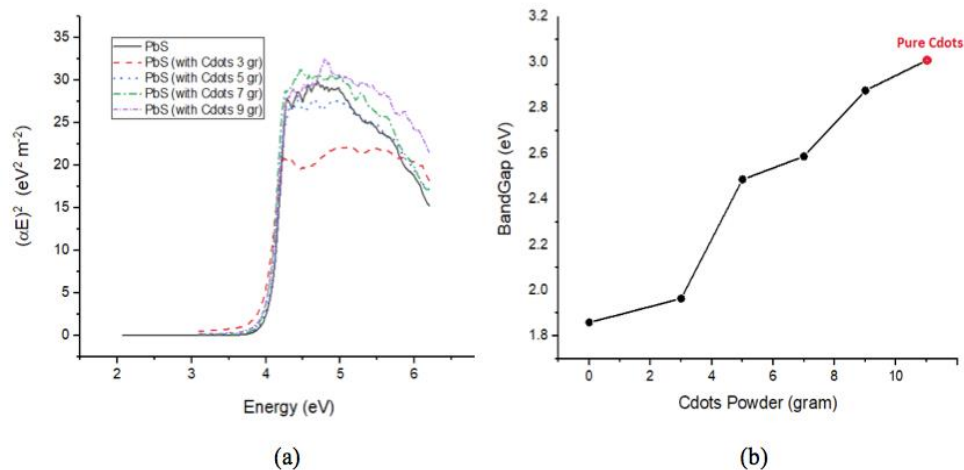 PbS
PbS (with Cdots 3 gr)
PbS (with Cdots 5 gr)
PbS (with Cdots 7 gr)
PbS (with Cdots 9 gr)
(αE)² (eV² m⁻²)
35
30
25
20
15
10
5
0
2 3 4 5 6
Energy (eV)
(a)
Pure Cdots
BandGap (eV)
3.2
3.0
2.8
2.6
2.4
2.2
2.0
1.8
0 2 4 6 8 10
Cdots Powder (gram)
(b)